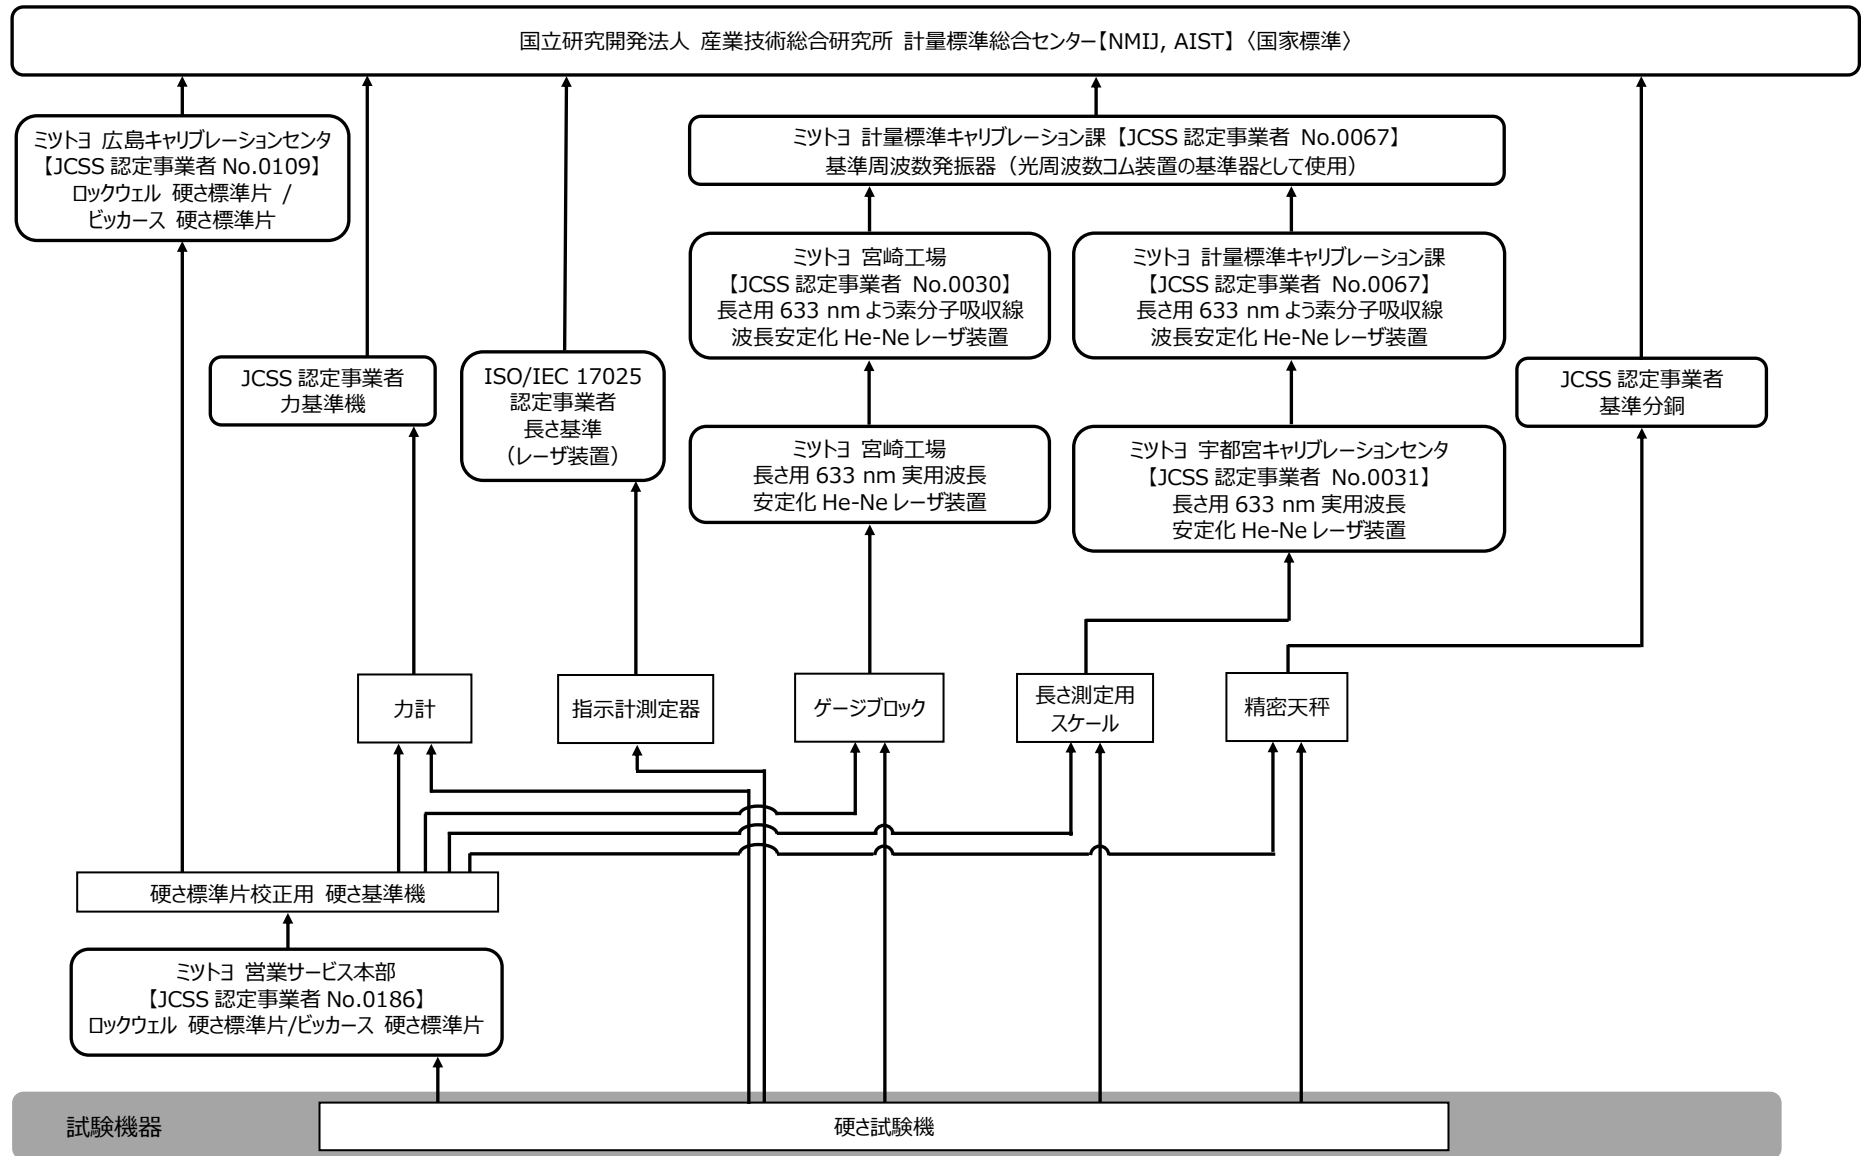 国立研究開発法人 産業技術総合研究所 計量標準総合センター【NMIJ, AIST】〈国家標準〉
ミツトヨ 広島キャリブレーションセンタ
【JCSS 認定事業者 No.0109】
ロックウェル 硬さ標準片 /
ビッカース 硬さ標準片
ミツトヨ 計量標準キャリブレーション課【JCSS 認定事業者 No.0067】
基準周波数発振器（光周波数コム装置の基準器として使用）
ミツトヨ 宮崎工場
【JCSS 認定事業者 No.0030】
長さ用 633 nm よう素分子吸収線
波長安定化 He-Ne レーザ装置
ミツトヨ 計量標準キャリブレーション課
【JCSS 認定事業者 No.0067】
長さ用 633 nm よう素分子吸収線
波長安定化 He-Ne レーザ装置
JCSS 認定事業者
力基準機
ISO/IEC 17025
認定事業者
長さ基準
（レーザ装置）
JCSS 認定事業者
基準分銅
ミツトヨ 宮崎工場
長さ用 633 nm 実用波長
安定化 He-Ne レーザ装置
ミツトヨ 宇都宮キャリブレーションセンタ
【JCSS 認定事業者 No.0031】
長さ用 633 nm 実用波長
安定化 He-Ne レーザ装置
力計
指示計測定器
ゲージブロック
長さ測定用
スケール
精密天秤
硬さ標準片校正用 硬さ基準機
ミツトヨ 営業サービス本部
【JCSS 認定事業者 No.0186】
ロックウェル 硬さ標準片/ビッカース 硬さ標準片
試験機器
硬さ試験機